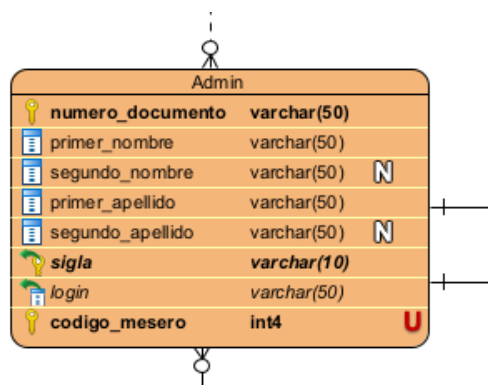 Admin
numero_documento varchar(50)
primer_nombre varchar(50)
segundo_nombre varchar(50) N
primer_apellido varchar(50)
segundo_apellido varchar(50) N
sigla varchar(10)
login varchar(50)
codigo_mesero int4 U